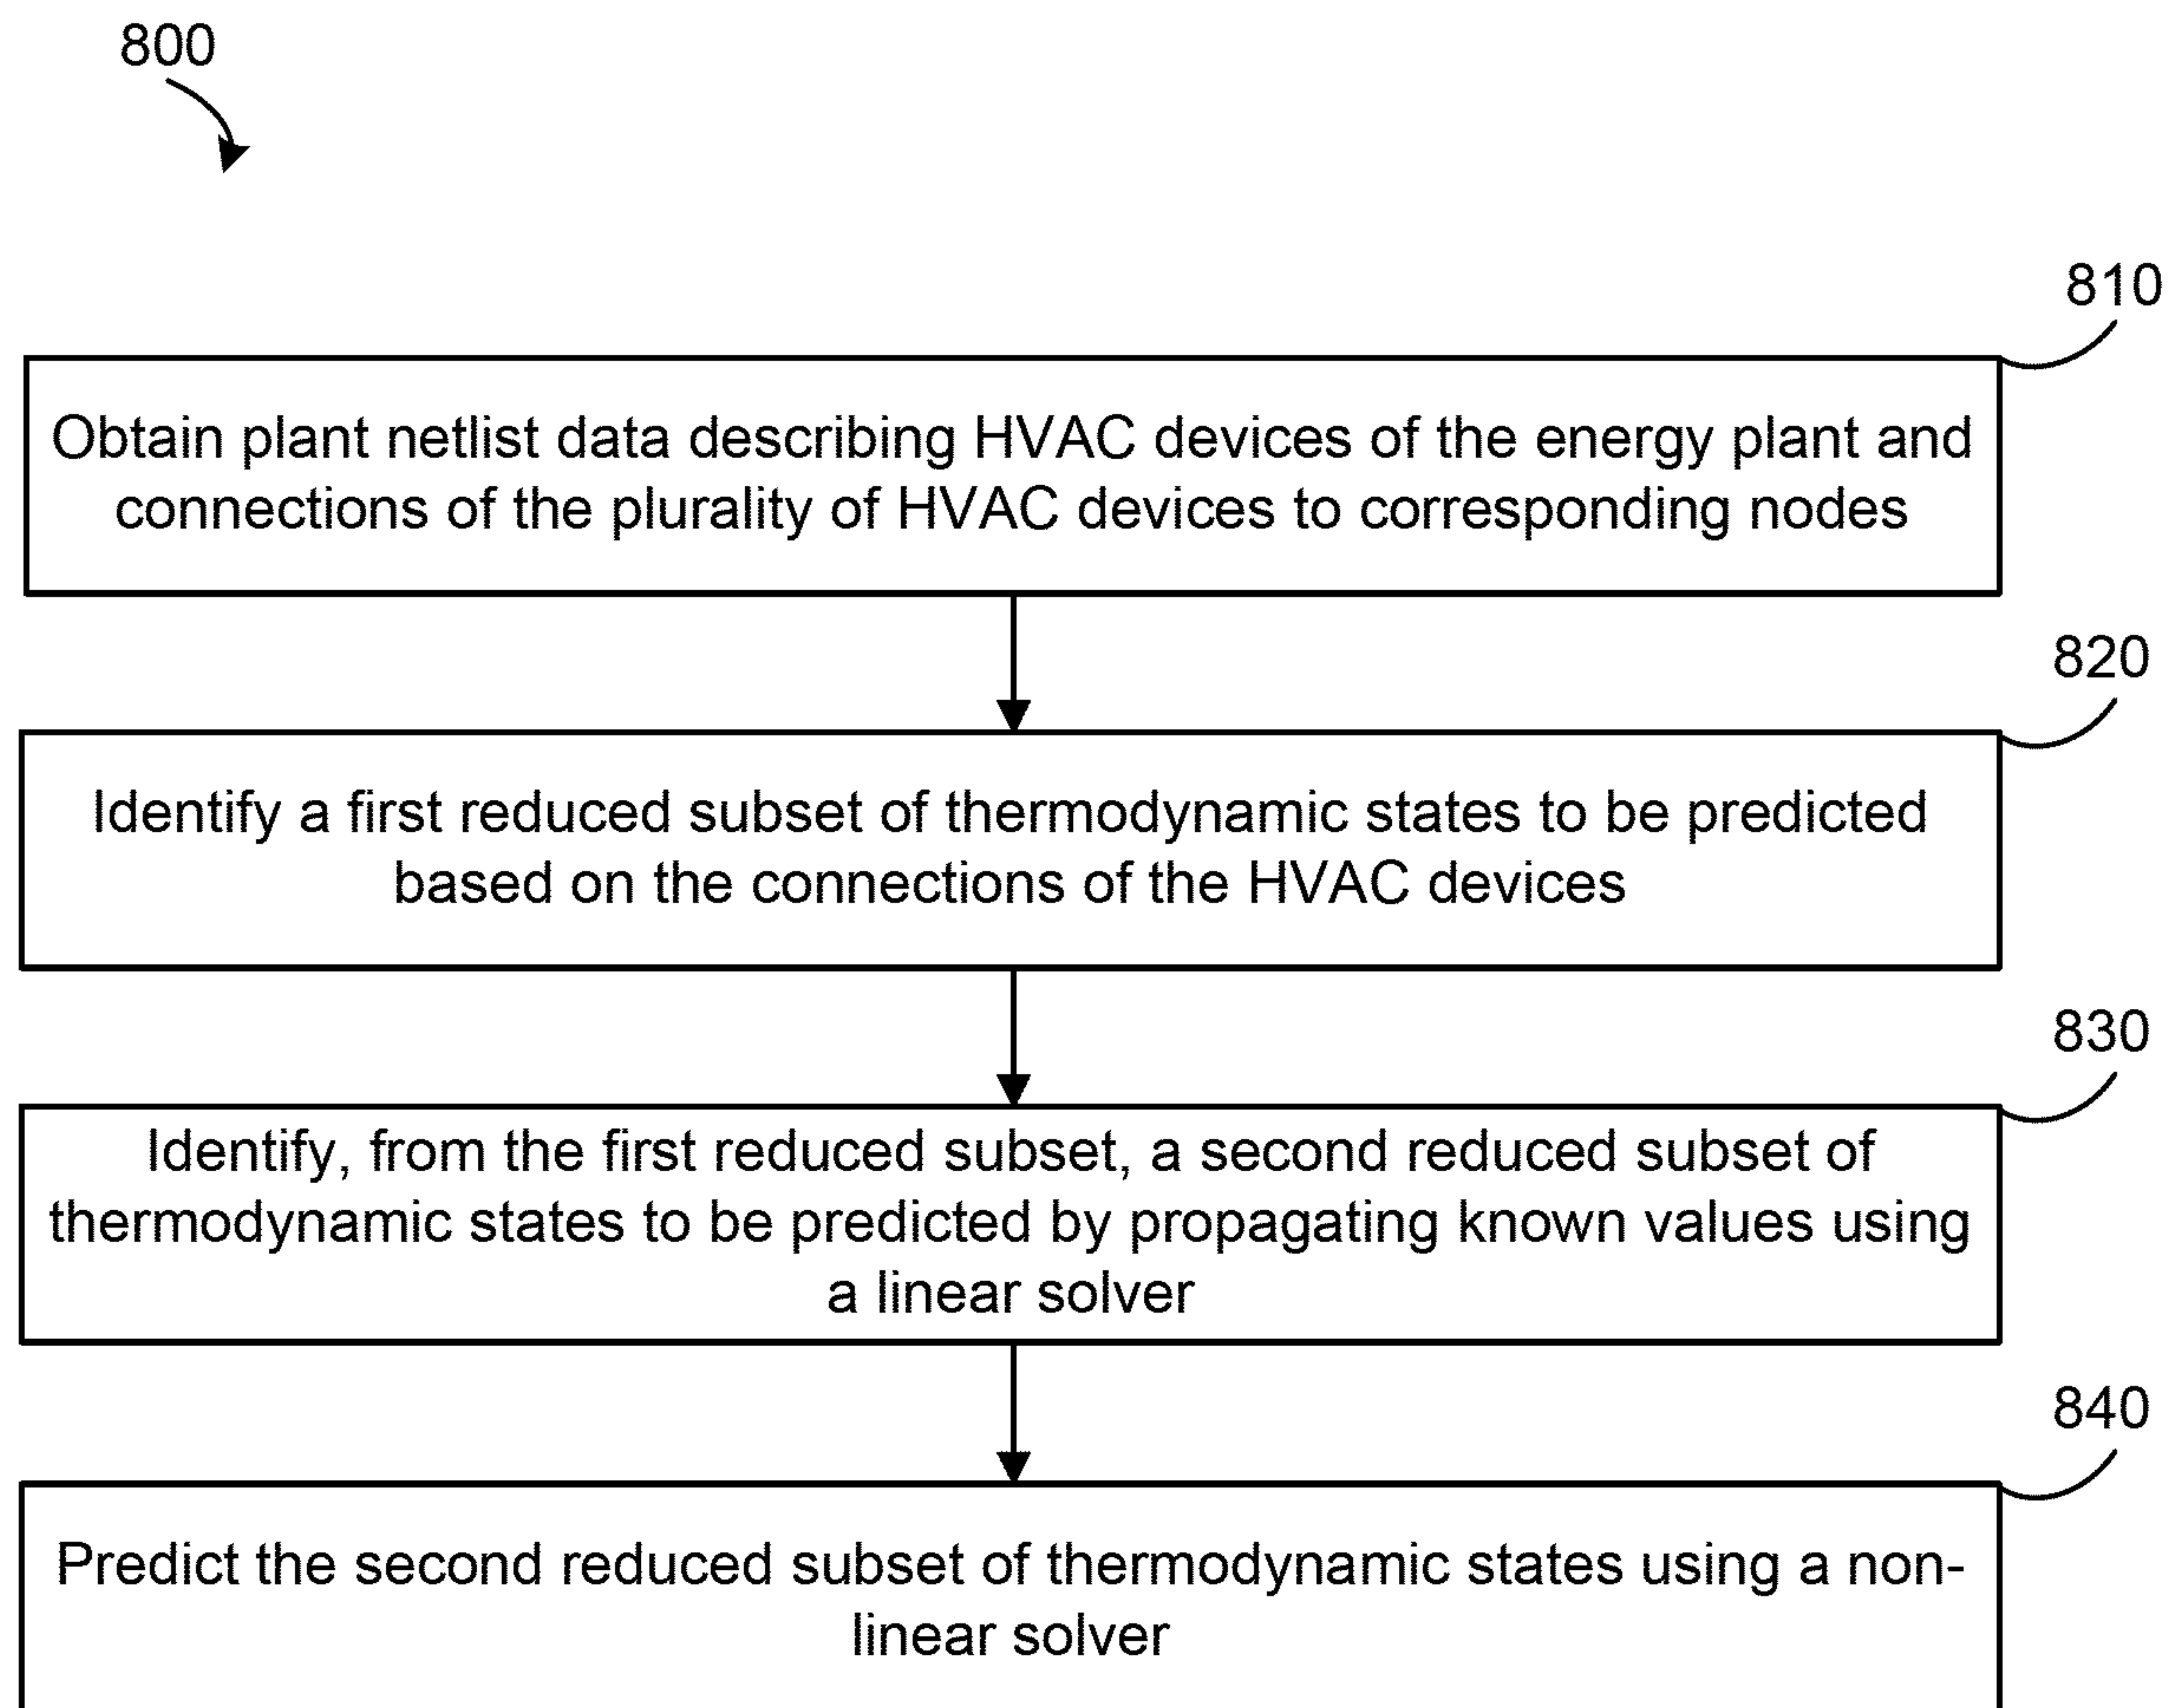 800
810
Obtain plant netlist data describing HVAC devices of the energy plant and
connections of the plurality of HVAC devices to corresponding nodes
820
Identify a first reduced subset of thermodynamic states to be predicted
based on the connections of the HVAC devices
830
Identify, from the first reduced subset, a second reduced subset of
thermodynamic states to be predicted by propagating known values using
a linear solver
840
Predict the second reduced subset of thermodynamic states using a non-
linear solver